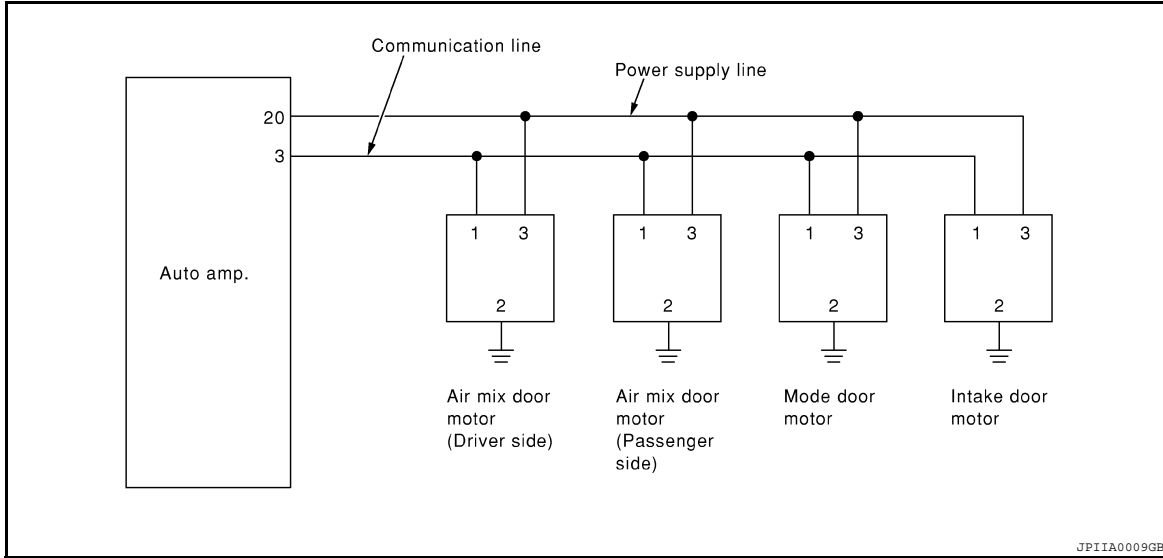 Communication line
Power supply line
20
3
Auto amp.
1 3
2
1 3
2
1 3
2
1 3
2
Air mix door
motor
(Driver side)
Air mix door
motor
(Passenger
side)
Mode door
motor
Intake door
motor
JPIIA0009GB